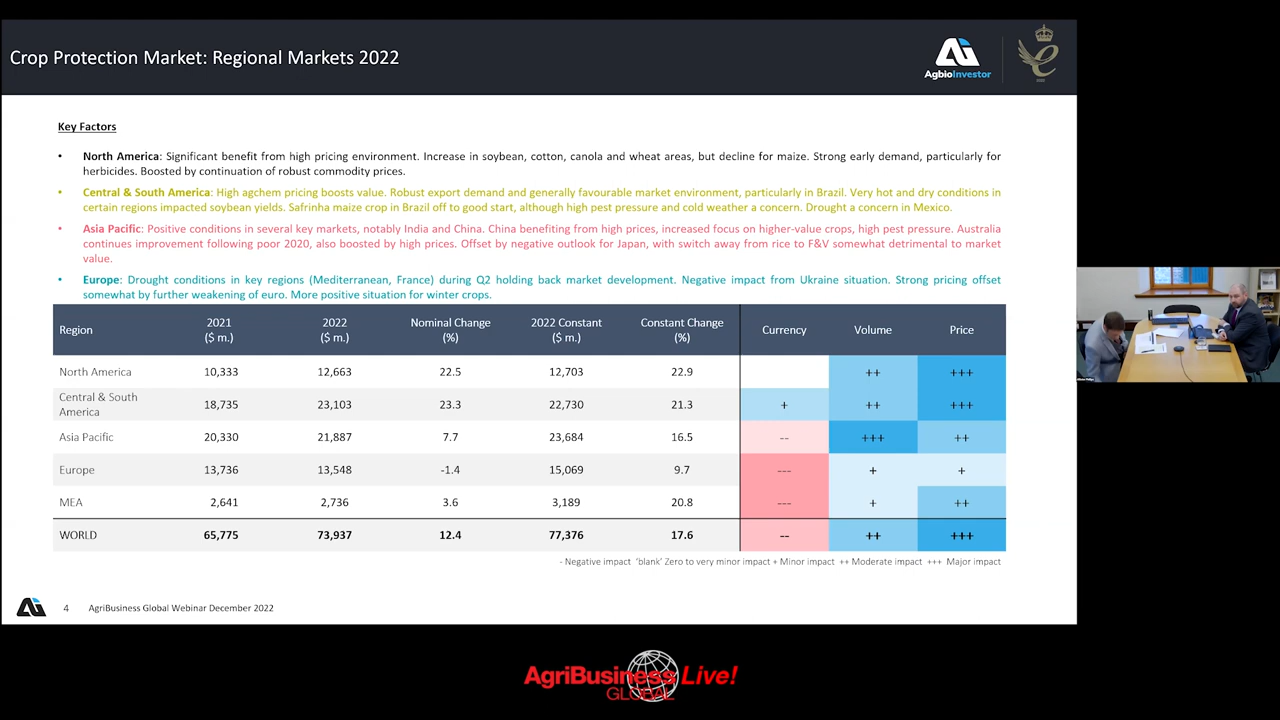 Crop Protection Market: Regional Markets 2022
AgbioInvestor
Key Factors
• North America: Significant benefit from high pricing environment. Increase in soybean, cotton, canola and wheat areas, but decline for maize. Strong early demand, particularly for
herbicides. Boosted by continuation of robust commodity prices.
• Central & South America: High agchem pricing boosts value. Robust export demand and generally favourable market environment, particularly in Brazil. Very hot and dry conditions in
certain regions impacted soybean yields. Safrinha maize crop in Brazil off to good start, although high pest pressure and cold weather a concern. Drought a concern in Mexico.
• Asia Pacific: Positive conditions in several key markets, notably India and China. China benefiting from high prices, increased focus on higher-value crops, high pest pressure. Australia
continues improvement following poor 2020, also boosted by high prices. Offset by negative outlook for Japan, with switch away from rice to F&V somewhat detrimental to market
value.
• Europe: Drought conditions in key regions (Mediterranean, France) during Q2 holding back market development. Negative impact from Ukraine situation. Strong pricing offset
somewhat by further weakening of euro. More positive situation for winter crops.
Region 2021 ($ m.) 2022 ($ m.) Nominal Change (%) 2022 Constant ($ m.) Constant Change (%) Currency Volume Price
North America 10,333 12,663 22.5 12,703 22.9 ++ +++
Central & South America 18,735 23,103 23.3 22,730 21.3 + ++ +++
Asia Pacific 20,330 21,887 7.7 23,684 16.5 -- +++ ++
Europe 13,736 13,548 -1.4 15,069 9.7 --- + +
MEA 2,641 2,736 3.6 3,189 20.8 --- + ++
WORLD 65,775 73,937 12.4 77,376 17.6 -- ++ +++
- Negative impact 'blank' Zero to very minor impact + Minor impact ++ Moderate impact +++ Major impact
4 AgriBusiness Global Webinar December 2022
AgriBusiness Live!
GLOBAL